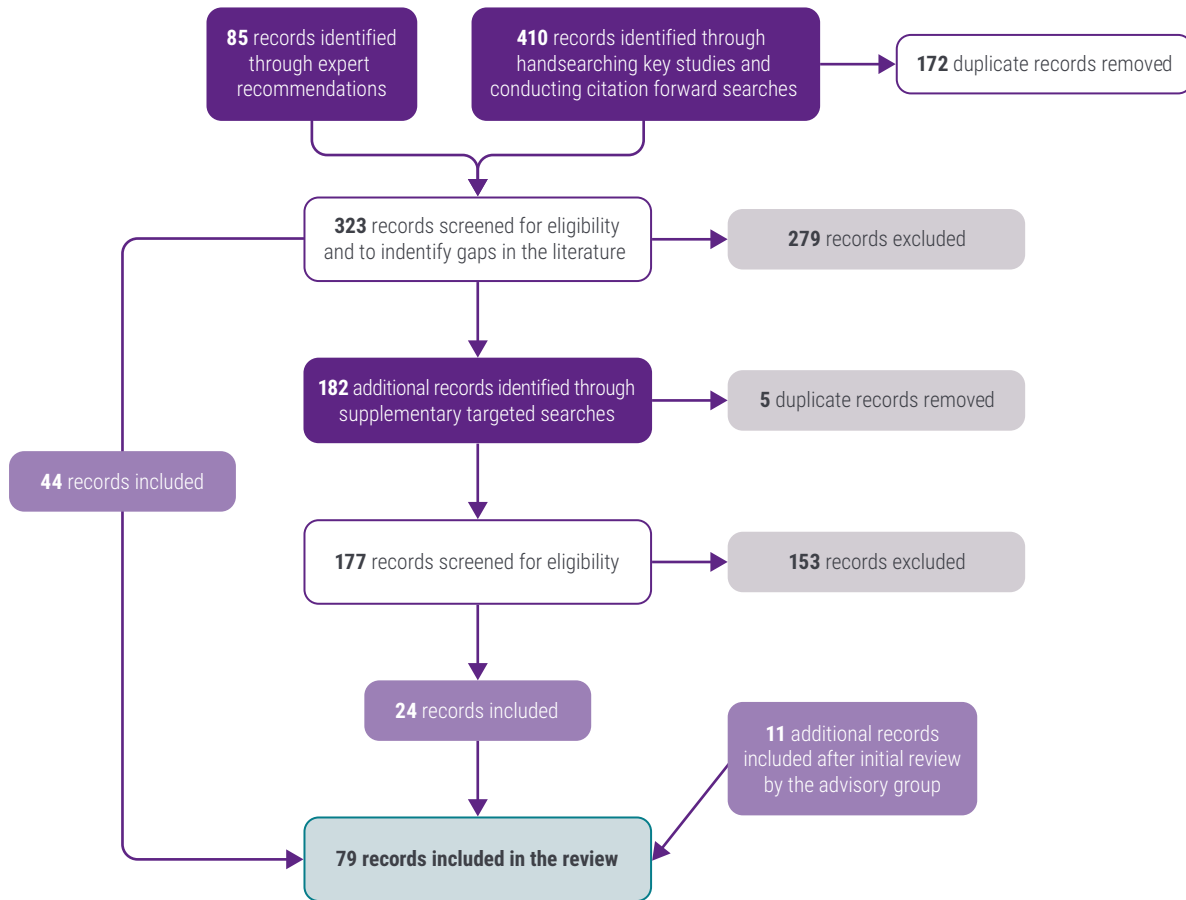 85 records identified
through expert
recommendations
410 records identified through
handsearching key studies and
conducting citation forward searches
172 duplicate records removed
323 records screened for eligibility
and to indentify gaps in the literature
279 records excluded
182 additional records identified through
supplementary targeted searches
5 duplicate records removed
44 records included
177 records screened for eligibility
153 records excluded
24 records included
11 additional records
included after initial review
by the advisory group
79 records included in the review